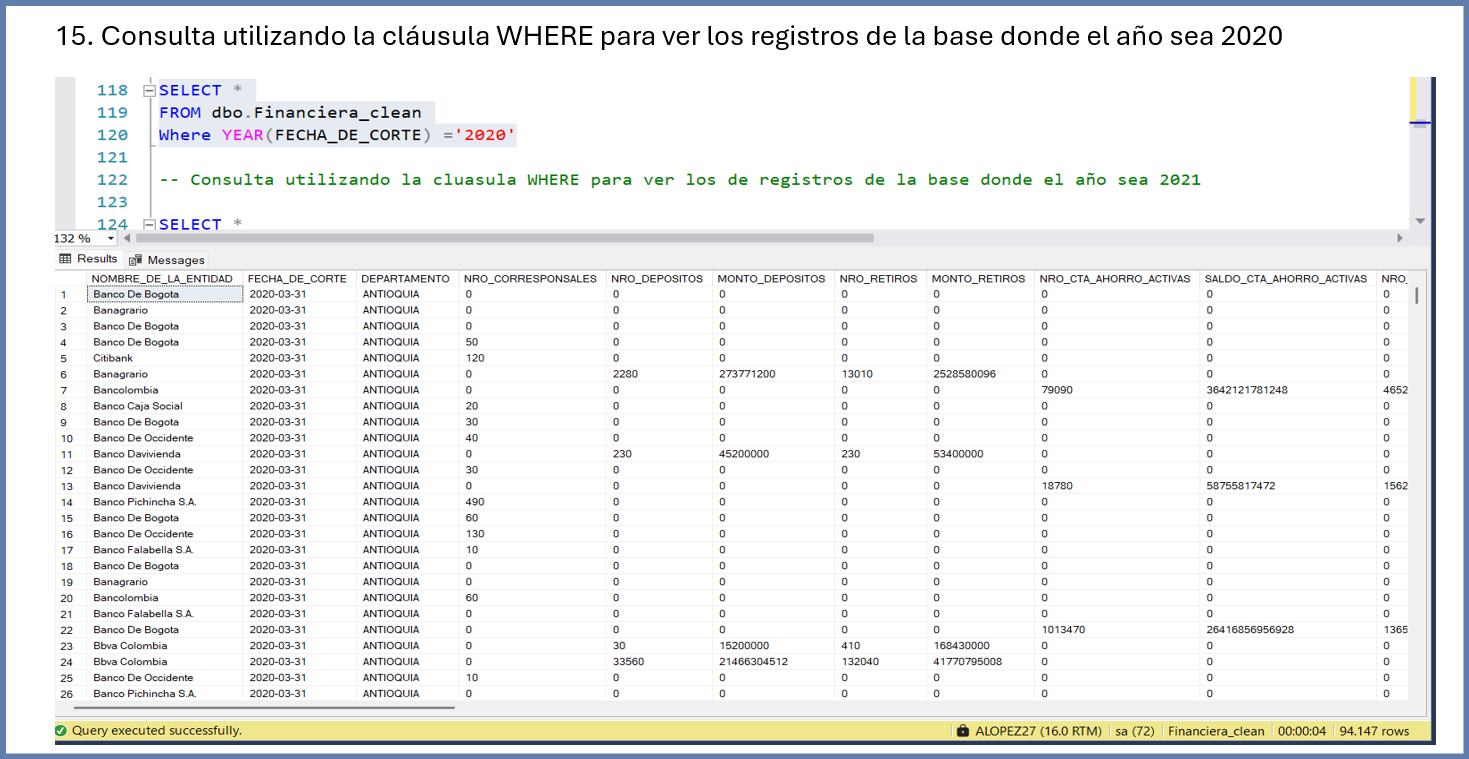 15. Consulta utilizando la cláusula WHERE para ver los registros de la base donde el año sea 2020
118 SELECT *
119 FROM dbo.Financiera_clean
120 Where YEAR(FECHA_DE_CORTE) ='2020'
121
122 -- Consulta utilizando la cluasula WHERE para ver los de registros de la base donde el año sea 2021
123
124 SELECT *
132 %
Results Messages
NOMBRE_DE_LA_ENTIDAD FECHA_DE_CORTE DEPARTAMENTO NRO_CORRESPONSALES NRO_DEPOSITOS MONTO_DEPOSITOS NRO_RETIROS MONTO_RETIROS NRO_CTA_AHORRO_ACTIVAS SALDO_CTA_AHORRO_ACTIVAS NRO_
1 Banco De Bogota 2020-03-31 ANTIOQUIA 0 0 0 0 0 0 0 0
2 Banagrario 2020-03-31 ANTIOQUIA 0 0 0 0 0 0 0 0
3 Banco De Bogota 2020-03-31 ANTIOQUIA 0 0 0 0 0 0 0 0
4 Banco De Bogota 2020-03-31 ANTIOQUIA 50 0 0 0 0 0 0 0
5 Citibank 2020-03-31 ANTIOQUIA 120 0 0 0 0 0 0 0
6 Banagrario 2020-03-31 ANTIOQUIA 0 2280 273771200 13010 2528580096 0 0 0
7 Bancolombia 2020-03-31 ANTIOQUIA 0 0 0 0 0 79090 3642121781248 4652
8 Banco Caja Social 2020-03-31 ANTIOQUIA 20 0 0 0 0 0 0 0
9 Banco De Bogota 2020-03-31 ANTIOQUIA 30 0 0 0 0 0 0 0
10 Banco De Occidente 2020-03-31 ANTIOQUIA 40 0 0 0 0 0 0 0
11 Banco Davivienda 2020-03-31 ANTIOQUIA 0 230 45200000 230 53400000 0 0 0
12 Banco De Occidente 2020-03-31 ANTIOQUIA 30 0 0 0 0 0 0 0
13 Banco Davivienda 2020-03-31 ANTIOQUIA 0 0 0 0 0 18780 58755817472 1562
14 Banco Pichincha S.A. 2020-03-31 ANTIOQUIA 490 0 0 0 0 0 0 0
15 Banco De Bogota 2020-03-31 ANTIOQUIA 60 0 0 0 0 0 0 0
16 Banco De Occidente 2020-03-31 ANTIOQUIA 130 0 0 0 0 0 0 0
17 Banco Falabella S.A. 2020-03-31 ANTIOQUIA 10 0 0 0 0 0 0 0
18 Banco De Bogota 2020-03-31 ANTIOQUIA 0 0 0 0 0 0 0 0
19 Banagrario 2020-03-31 ANTIOQUIA 0 0 0 0 0 0 0 0
20 Bancolombia 2020-03-31 ANTIOQUIA 60 0 0 0 0 0 0 0
21 Banco Falabella S.A. 2020-03-31 ANTIOQUIA 0 0 0 0 0 0 0 0
22 Banco De Bogota 2020-03-31 ANTIOQUIA 0 0 0 0 0 1013470 26416856956928 1365
23 Bbva Colombia 2020-03-31 ANTIOQUIA 0 30 15200000 410 168430000 0 0 0
24 Bbva Colombia 2020-03-31 ANTIOQUIA 0 33560 21466304512 132040 41770795008 0 0 0
25 Banco De Occidente 2020-03-31 ANTIOQUIA 10 0 0 0 0 0 0 0
26 Banco Pichincha S.A. 2020-03-31 ANTIOQUIA 0 0 0 0 0 0 0 0
Query executed successfully. ALOPEZ27 (16.0 RTM) sa (72) Financiera_clean 00:00:04 94.147 rows